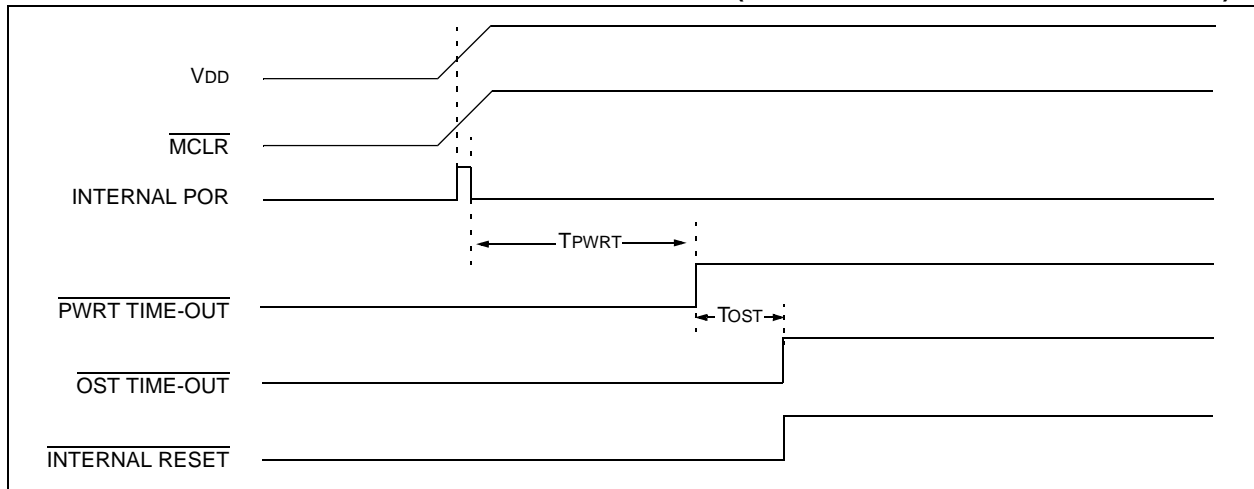 VDD
MCLR
INTERNAL POR
TPWRT
PWRT TIME-OUT
TOST
OST TIME-OUT
INTERNAL RESET